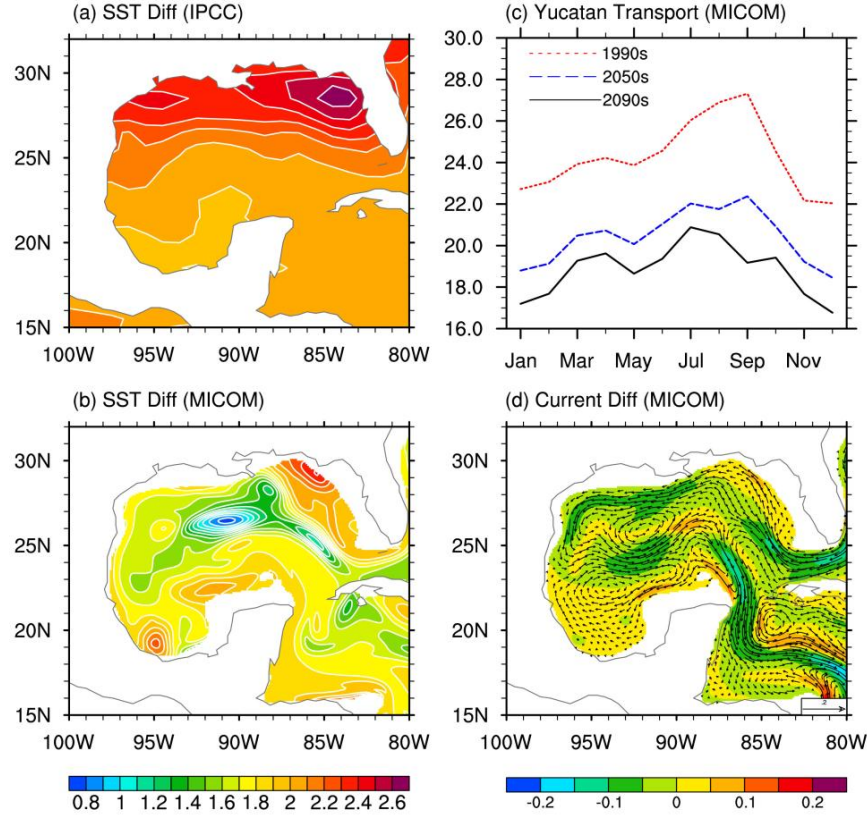 (a) SST Diff (IPCC)
30N
25N
20N
15N
100W 95W 90W 85W 80W
(c) Yucatan Transport (MICOM)
30.0
28.0
26.0
24.0
22.0
20.0
18.0
16.0
1990s
2050s
2090s
Jan Mar May Jul Sep Nov
(b) SST Diff (MICOM)
30N
25N
20N
15N
100W 95W 90W 85W 80W
0.8 1 1.2 1.4 1.6 1.8 2 2.2 2.4 2.6
(d) Current Diff (MICOM)
30N
25N
20N
15N
.2
100W 95W 90W 85W 80W
-0.2 -0.1 0 0.1 0.2